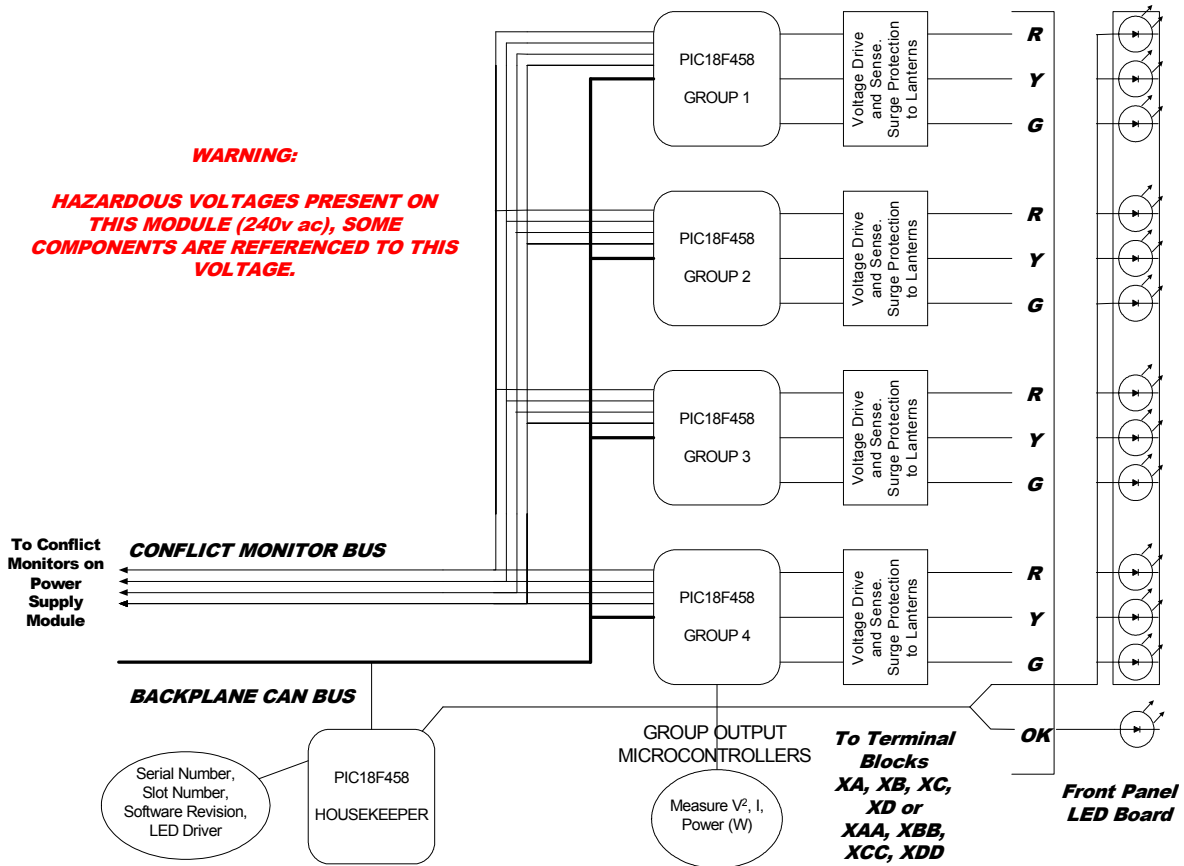 PIC18F458
GROUP 1
Voltage Drive
and Sense.
Surge Protection
to Lanterns
R
Y
G
WARNING:
HAZARDOUS VOLTAGES PRESENT ON
THIS MODULE (240v ac), SOME
COMPONENTS ARE REFERENCED TO THIS
VOLTAGE.
PIC18F458
GROUP 2
Voltage Drive
and Sense.
Surge Protection
to Lanterns
R
Y
G
PIC18F458
GROUP 3
Voltage Drive
and Sense.
Surge Protection
to Lanterns
R
Y
G
To Conflict
Monitors on
Power
Supply
Module
CONFLICT MONITOR BUS
PIC18F458
GROUP 4
Voltage Drive
and Sense.
Surge Protection
to Lanterns
R
Y
G
BACKPLANE CAN BUS
Serial Number,
Slot Number,
Software Revision,
LED Driver
PIC18F458
HOUSEKEEPER
GROUP OUTPUT
MICROCONTROLLERS
Measure V², I,
Power (W)
To Terminal
Blocks
XA, XB, XC,
XD or
XAA, XBB,
XCC, XDD
OK
Front Panel
LED Board